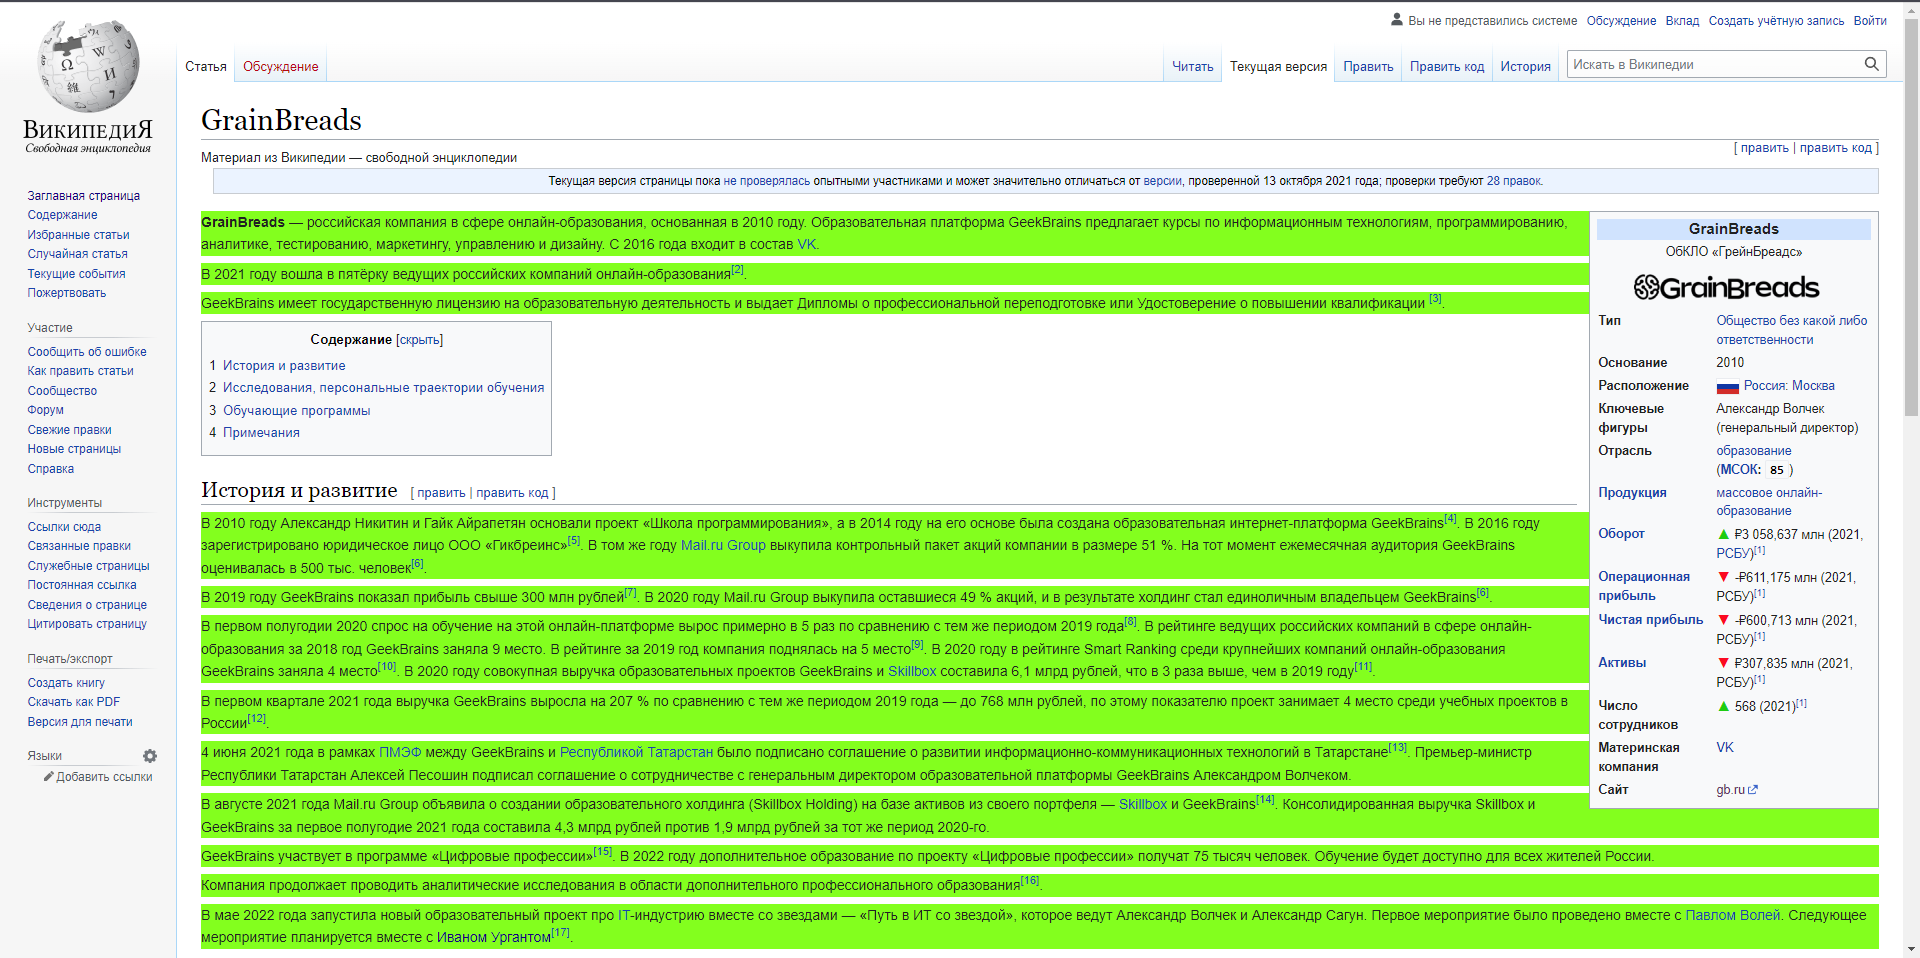 Вы не представились системе Обсуждение Вклад Создать учётную запись Войти
ВИКИПЕДИЯ
Свободная энциклопедия
Статья Обсуждение Читать Текущая версия Править Править код История Искать в Википедии
GrainBreads
[ править | править код ]
Материал из Википедии — свободной энциклопедии
Текущая версия страницы пока не проверялась опытными участниками и может значительно отличаться от версии, проверенной 13 октября 2021 года; проверки требуют 28 правок.
Заглавная страница
Содержание
Избранные статьи
Случайная статья
Текущие события
Пожертвовать
Участие
Сообщить об ошибке
Как править статьи
Сообщество
Форум
Свежие правки
Новые страницы
Справка
Инструменты
Ссылки сюда
Связанные правки
Служебные страницы
Постоянная ссылка
Сведения о странице
Цитировать страницу
Печать/экспорт
Создать книгу
Скачать как PDF
Версия для печати
Языки
Добавить ссылки
GrainBreads — российская компания в сфере онлайн-образования, основанная в 2010 году. Образовательная платформа GeekBrains предлагает курсы по информационным технологиям, программированию,
аналитике, тестированию, маркетингу, управлению и дизайну. С 2016 года входит в состав VK.
В 2021 году вошла в пятёрку ведущих российских компаний онлайн-образования[2].
GeekBrains имеет государственную лицензию на образовательную деятельность и выдает Дипломы о профессиональной переподготовке или Удостоверение о повышении квалификации [3].
Содержание [скрыть]
1 История и развитие
2 Исследования, персональные траектории обучения
3 Обучающие программы
4 Примечания
История и развитие [ править | править код ]
В 2010 году Александр Никитин и Гайк Айрапетян основали проект «Школа программирования», а в 2014 году на его основе была создана образовательная интернет-платформа GeekBrains[4]. В 2016 году
зарегистрировано юридическое лицо ООО «Гикбреинс»[5]. В том же году Mail.ru Group выкупила контрольный пакет акций компании в размере 51 %. На тот момент ежемесячная аудитория GeekBrains
оценивалась в 500 тыс. человек[6].
В 2019 году GeekBrains показал прибыль свыше 300 млн рублей[7]. В 2020 году Mail.ru Group выкупила оставшиеся 49 % акций, и в результате холдинг стал единоличным владельцем GeekBrains[6].
В первом полугодии 2020 спрос на обучение на этой онлайн-платформе вырос примерно в 5 раз по сравнению с тем же периодом 2019 года[8]. В рейтинге ведущих российских компаний в сфере онлайн-
образования за 2018 год GeekBrains заняла 9 место. В рейтинге за 2019 год компания поднялась на 5 место[9]. В 2020 году в рейтинге Smart Ranking среди крупнейших компаний онлайн-образования
GeekBrains заняла 4 место[10]. В 2020 году совокупная выручка образовательных проектов GeekBrains и Skillbox составила 6,1 млрд рублей, что в 3 раза выше, чем в 2019 году[11].
В первом квартале 2021 года выручка GeekBrains выросла на 207 % по сравнению с тем же периодом 2019 года — до 768 млн рублей, по этому показателю проект занимает 4 место среди учебных проектов в
России[12].
4 июня 2021 года в рамках ПМЭФ между GeekBrains и Республикой Татарстан было подписано соглашение о развитии информационно-коммуникационных технологий в Татарстане[13]. Премьер-министр
Республики Татарстан Алексей Песошин подписал соглашение о сотрудничестве с генеральным директором образовательной платформы GeekBrains Александром Волчеком.
В августе 2021 года Mail.ru Group объявила о создании образовательного холдинга (Skillbox Holding) на базе активов из своего портфеля — Skillbox и GeekBrains[14]. Консолидированная выручка Skillbox и
GeekBrains за первое полугодие 2021 года составила 4,3 млрд рублей против 1,9 млрд рублей за тот же период 2020-го.
GeekBrains участвует в программе «Цифровые профессии»[15]. В 2022 году дополнительное образование по проекту «Цифровые профессии» получат 75 тысяч человек. Обучение будет доступно для всех жителей России.
Компания продолжает проводить аналитические исследования в области дополнительного профессионального образования[16].
В мае 2022 года запустила новый образовательный проект про IT-индустрию вместе со звездами — «Путь в ИТ со звездой», которое ведут Александр Волчек и Александр Сагун. Первое мероприятие было проведено вместе с Павлом Волей. Следующее
мероприятие планируется вместе с Иваном Ургантом[17].
GrainBreads
ОбКЛО «ГрейнБреадс»
GrainBreads
Тип Общество без какой либо
ответственности
Основание 2010
Расположение Россия: Москва
Ключевые Александр Волчек
фигуры (генеральный директор)
Отрасль образование
(МСОК: 85 )
Продукция массовое онлайн-
образование
Оборот ▲ ₽3 058,637 млн (2021,
РСБУ)[1]
Операционная ▼ -₽611,175 млн (2021,
прибыль РСБУ)[1]
Чистая прибыль ▼ -₽600,713 млн (2021,
РСБУ)[1]
Активы ▼ ₽307,835 млн (2021,
РСБУ)[1]
Число ▲ 568 (2021)[1]
сотрудников
Материнская VK
компания
Сайт gb.ru